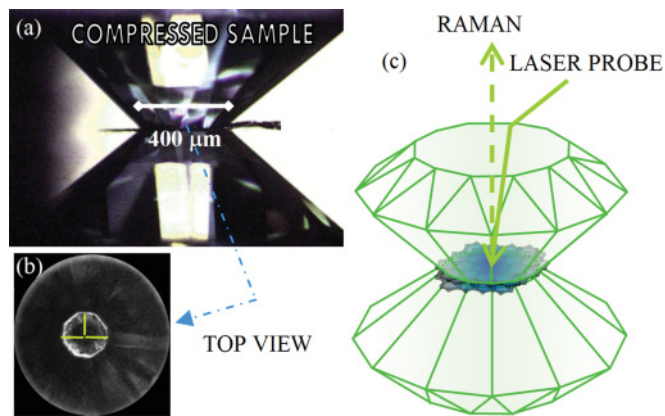 (a)
COMPRESSED SAMPLE
400 μm
(b)
TOP VIEW
RAMAN
(c)
LASER PROBE